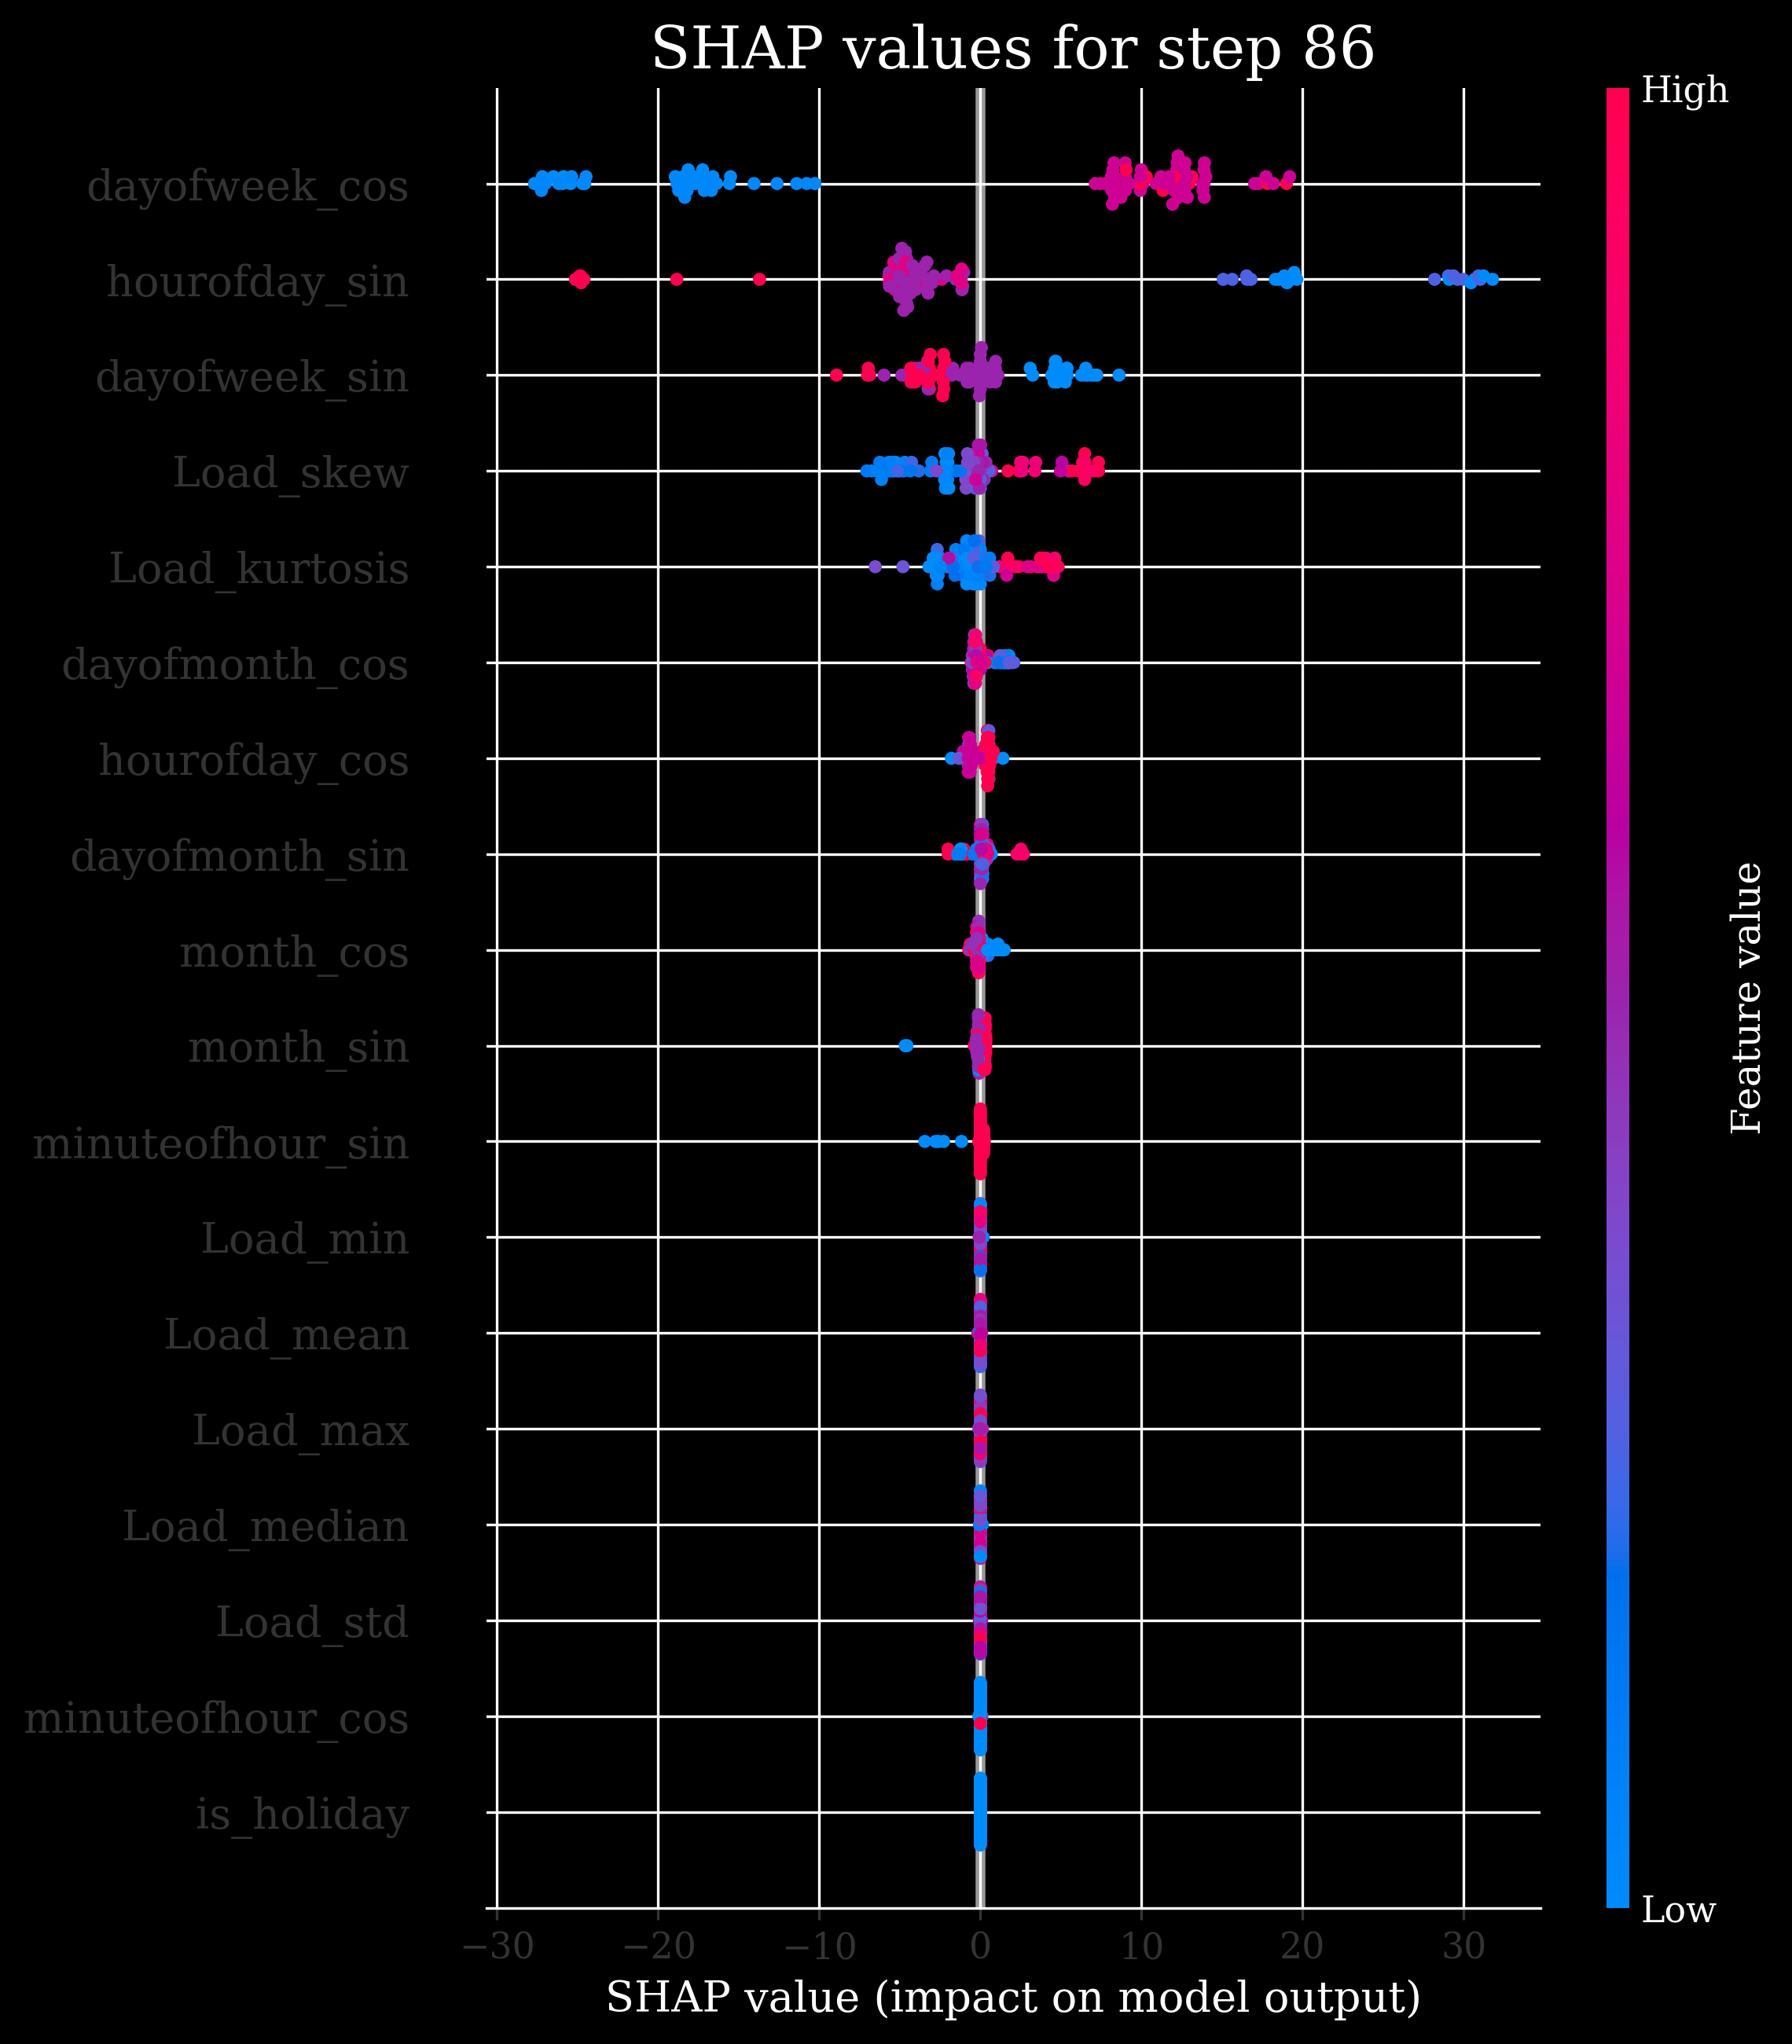 SHAP values for step 86
High
dayofweek_cos
hourofday_sin
dayofweek_sin
Load_skew
Load_kurtosis
dayofmonth_cos
hourofday_cos
dayofmonth_sin
month_cos
month_sin
minuteofhour_sin
Load_min
Load_mean
Load_max
Load_median
Load_std
minuteofhour_cos
is_holiday
Feature value
Low
−30 −20 −10 0 10 20 30
SHAP value (impact on model output)